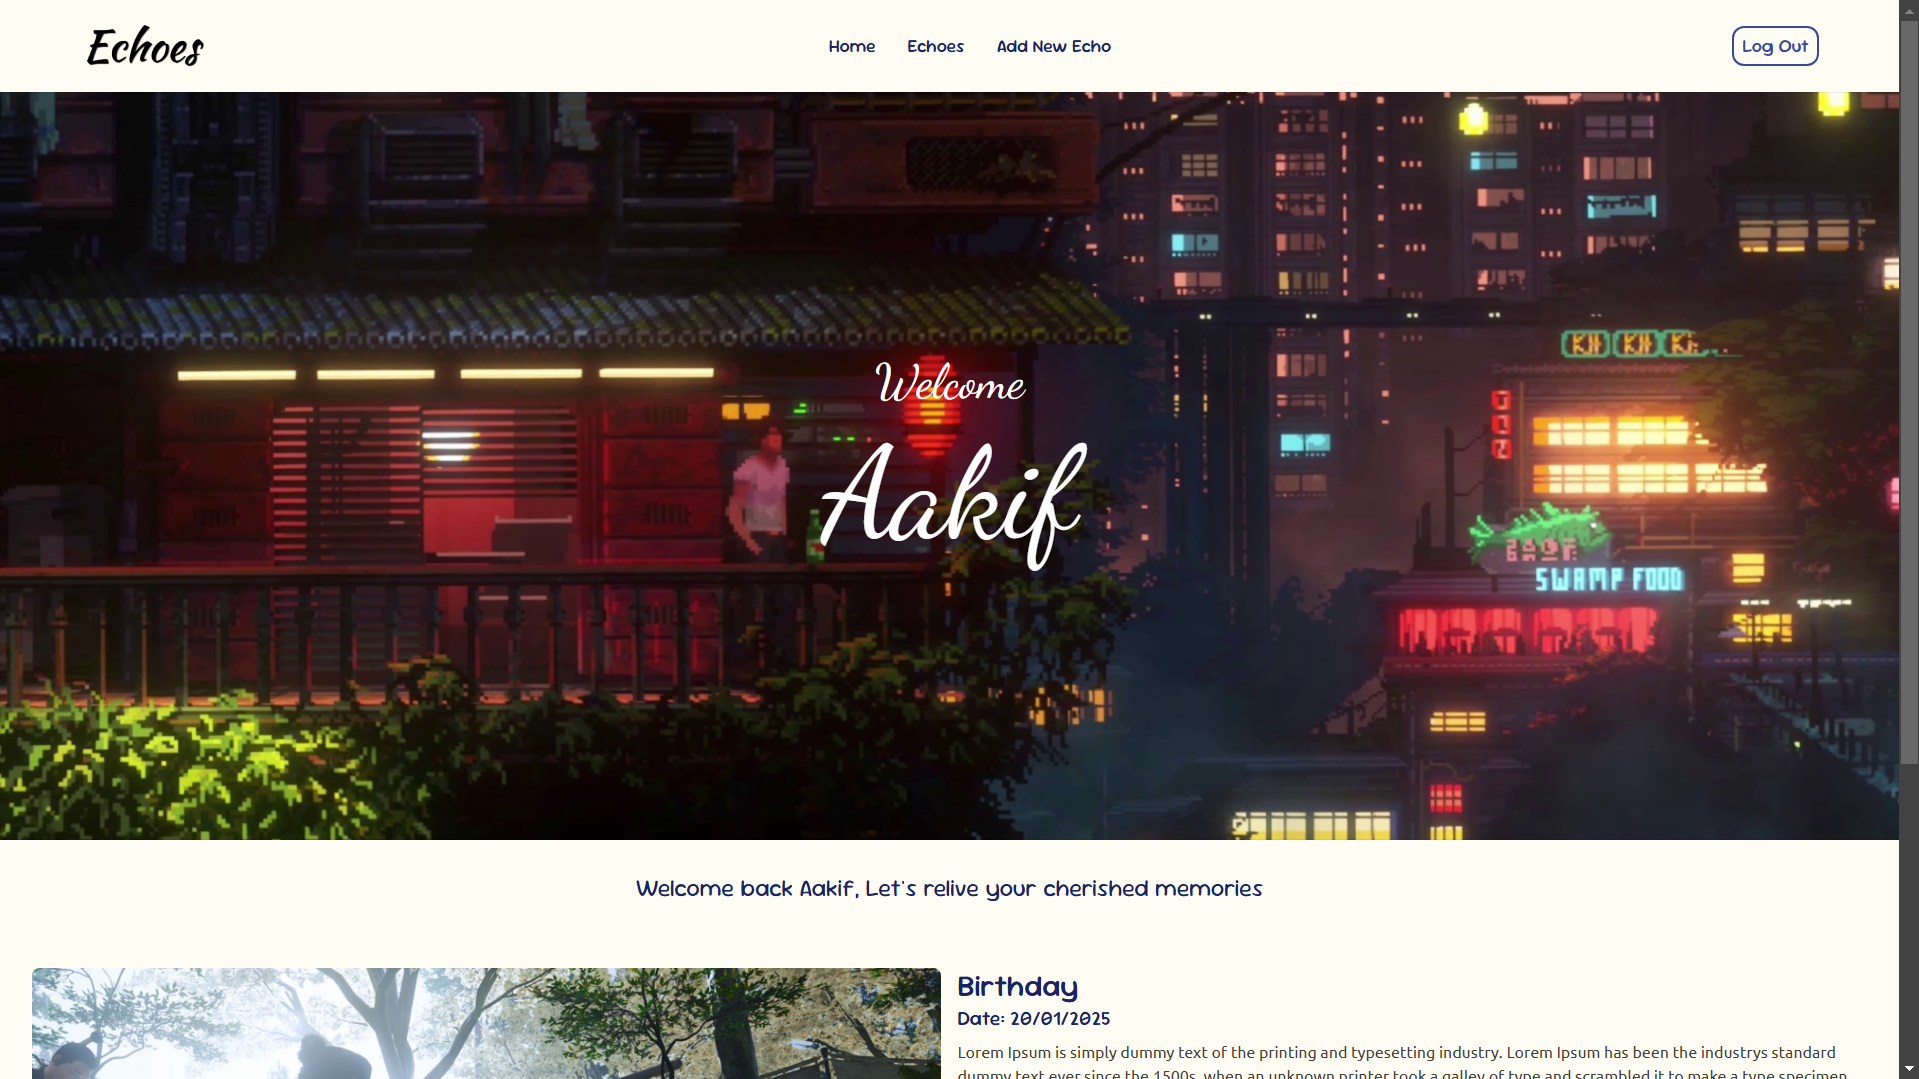 Echoes
Home Echoes Add New Echo
Log Out
Welcome
Aakif
SWAMP FOOD
Welcome back Aakif, Let's relive your cherished memories
Birthday
Date: 20/01/2025
Lorem Ipsum is simply dummy text of the printing and typesetting industry. Lorem Ipsum has been the industrys standard
dummy text ever since the 1500s, when an unknown printer took a galley of type and scrambled it to make a type specimen